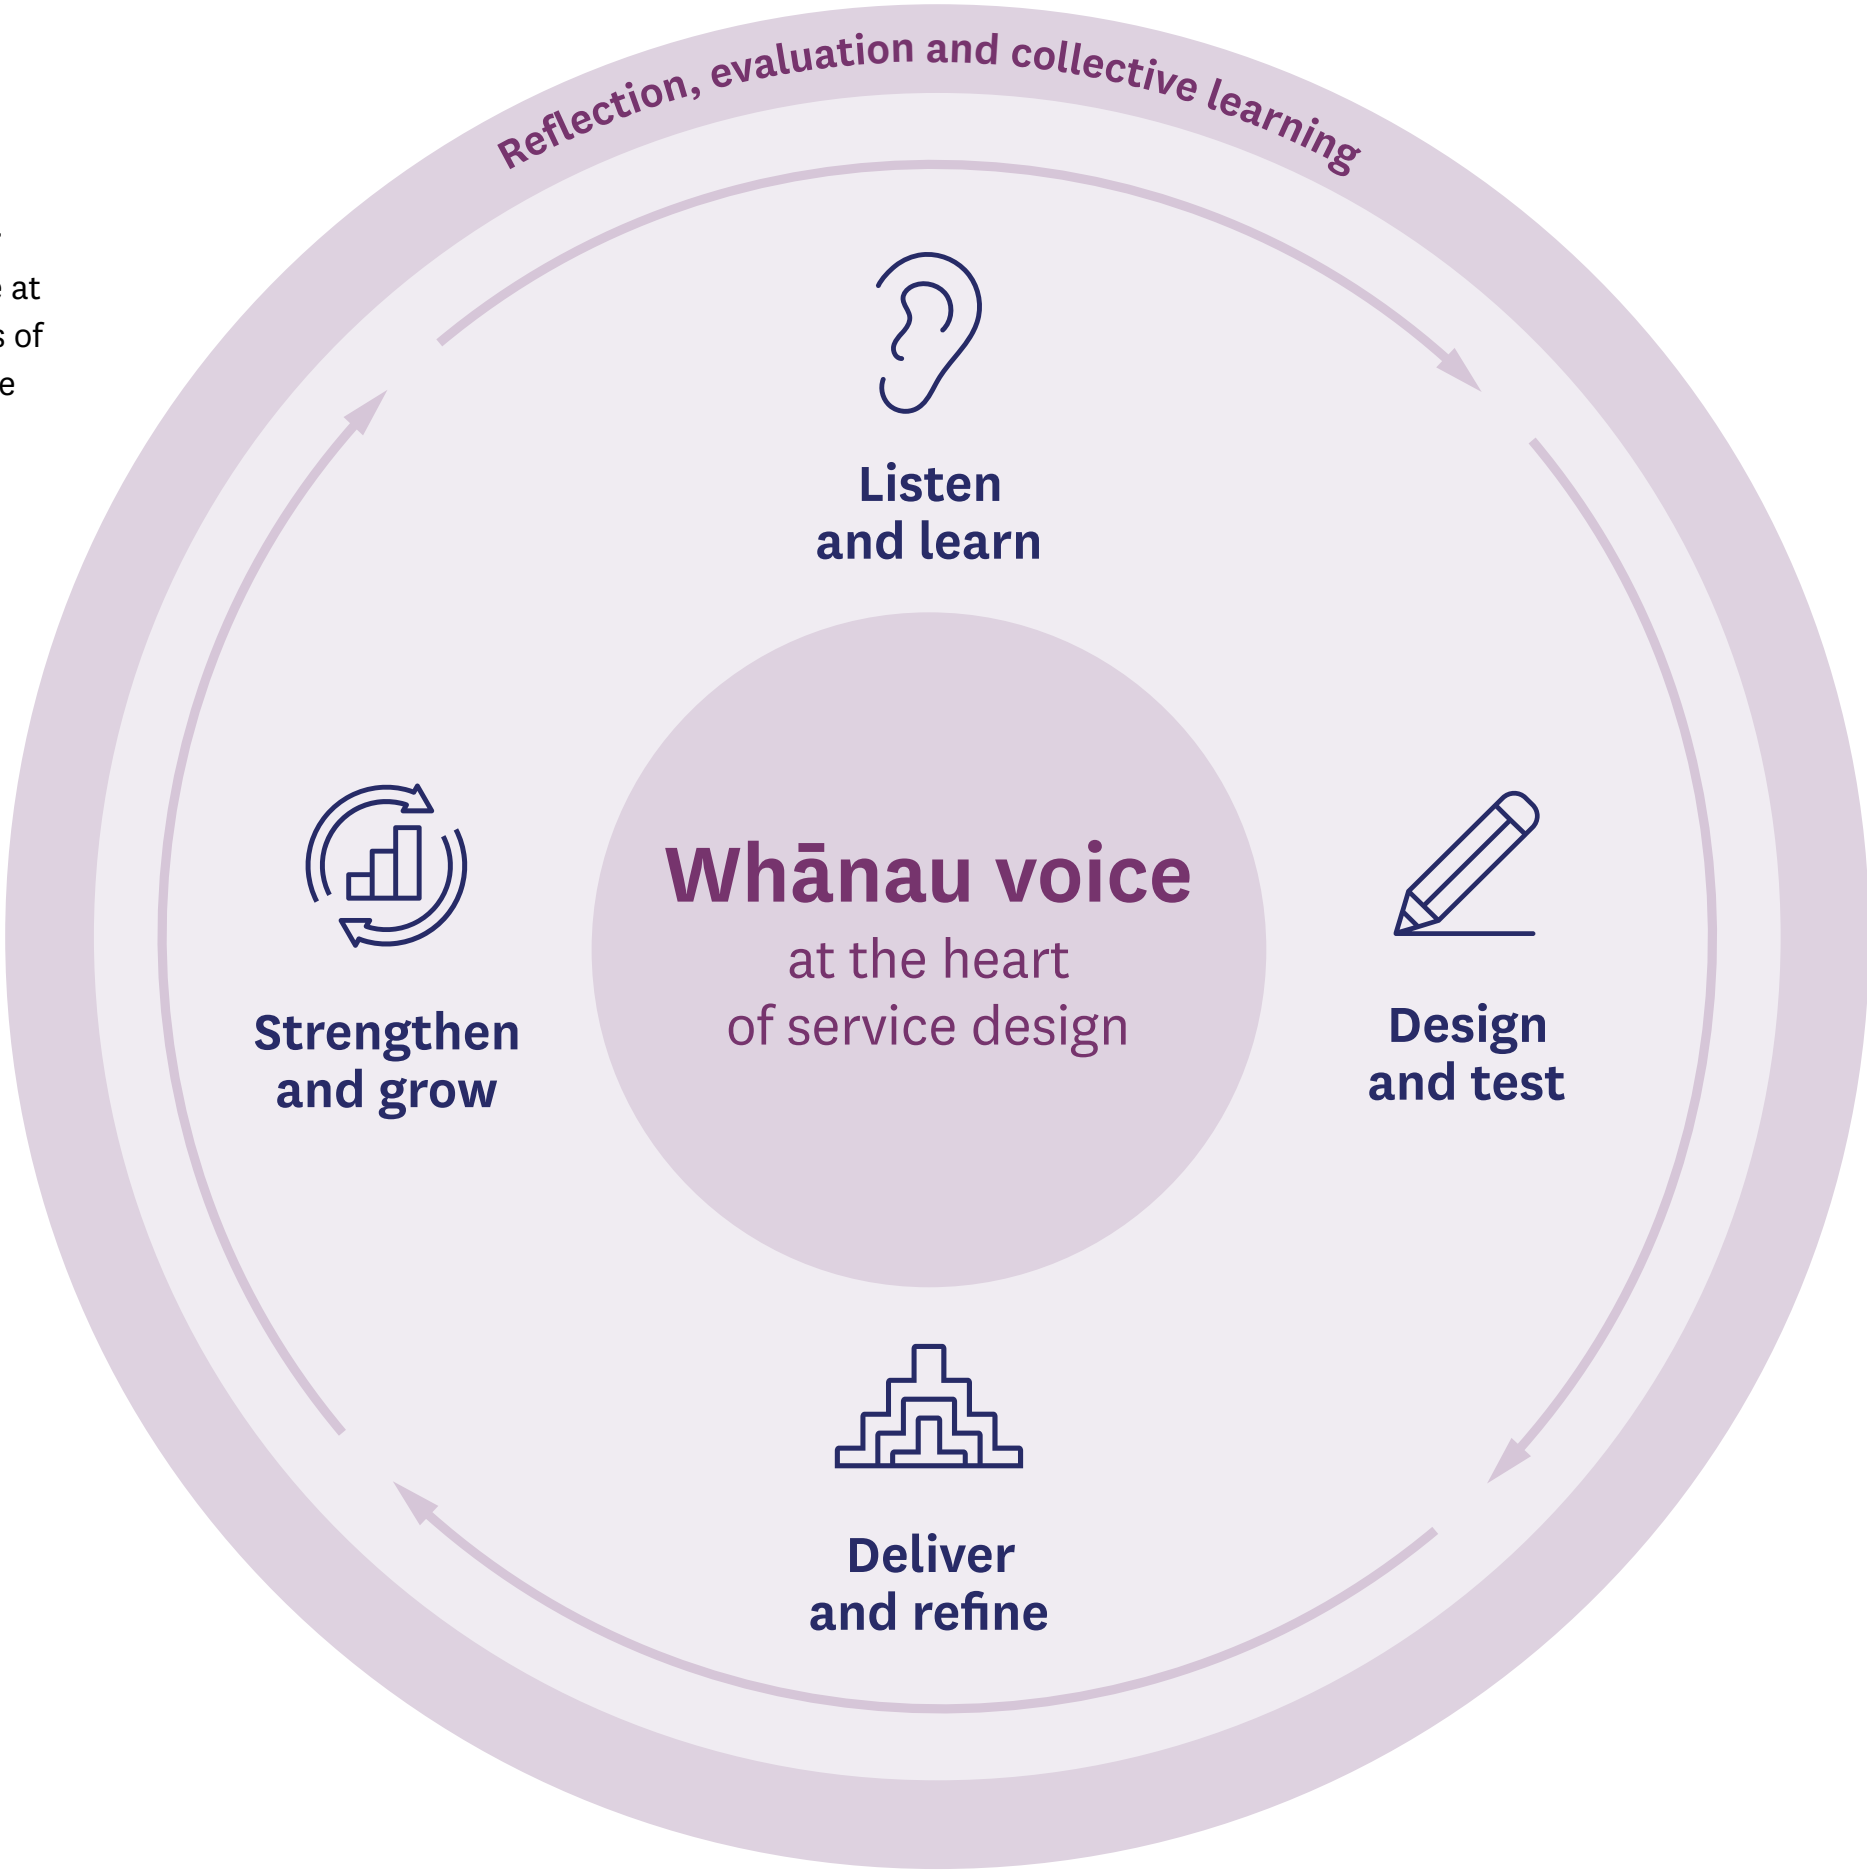 Reflection, evaluation and collective learning
at
of
Listen
and learn
Whānau voice
at the heart
of service design
Strengthen
and grow
Design
and test
Deliver
and refine